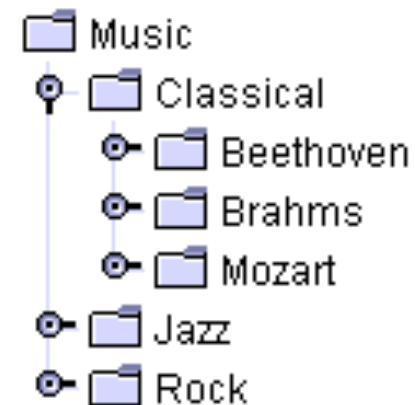 Music
Classical
Beethoven
Brahms
Mozart
Jazz
Rock